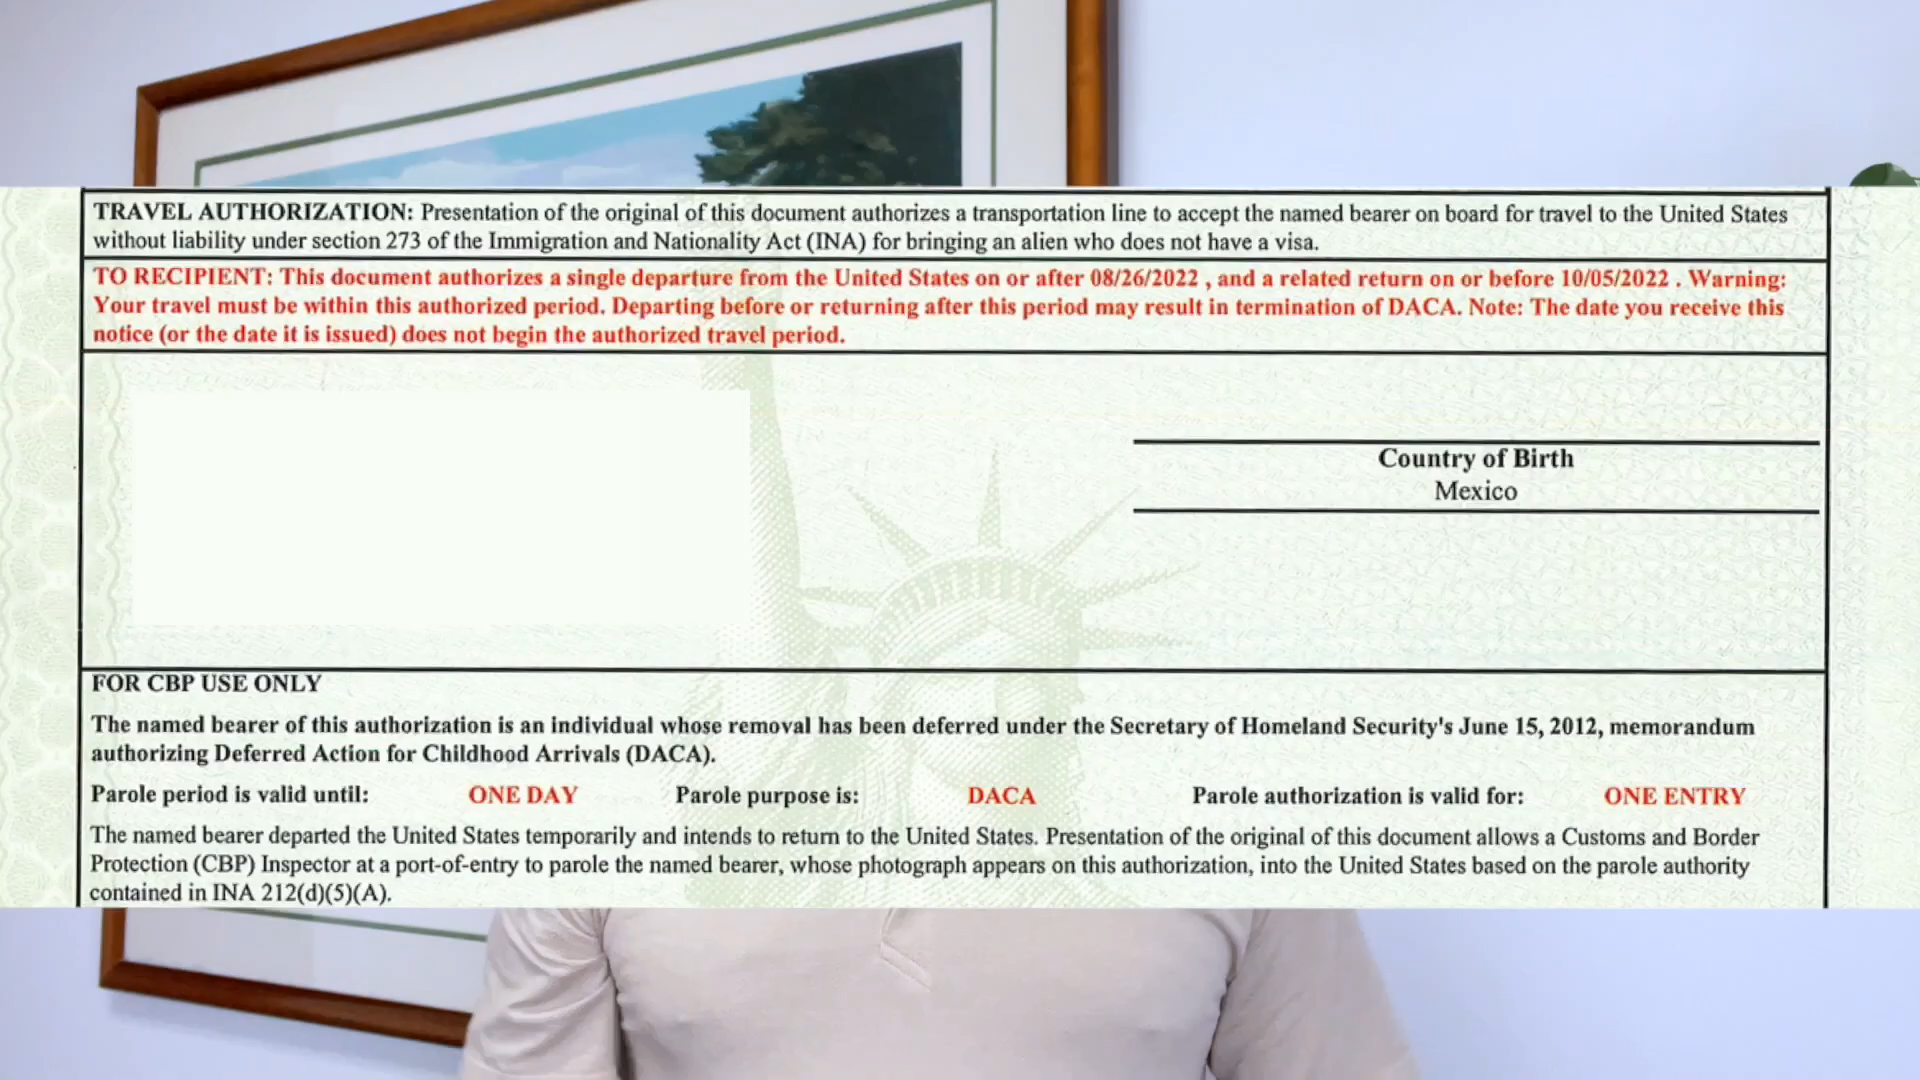 TRAVEL AUTHORIZATION: Presentation of the original of this document authorizes a transportation line to accept the named bearer on board for travel to the United States
without liability under section 273 of the Immigration and Nationality Act (INA) for bringing an alien who does not have a visa.
TO RECIPIENT: This document authorizes a single departure from the United States on or after 08/26/2022 , and a related return on or before 10/05/2022 . Warning:
Your travel must be within this authorized period. Departing before or returning after this period may result in termination of DACA. Note: The date you receive this
notice (or the date it is issued) does not begin the authorized travel period.
Country of Birth
Mexico
FOR CBP USE ONLY
The named bearer of this authorization is an individual whose removal has been deferred under the Secretary of Homeland Security's June 15, 2012, memorandum
authorizing Deferred Action for Childhood Arrivals (DACA).
Parole period is valid until: ONE DAY Parole purpose is: DACA Parole authorization is valid for: ONE ENTRY
The named bearer departed the United States temporarily and intends to return to the United States. Presentation of the original of this document allows a Customs and Border
Protection (CBP) Inspector at a port-of-entry to parole the named bearer, whose photograph appears on this authorization, into the United States based on the parole authority
contained in INA 212(d)(5)(A).